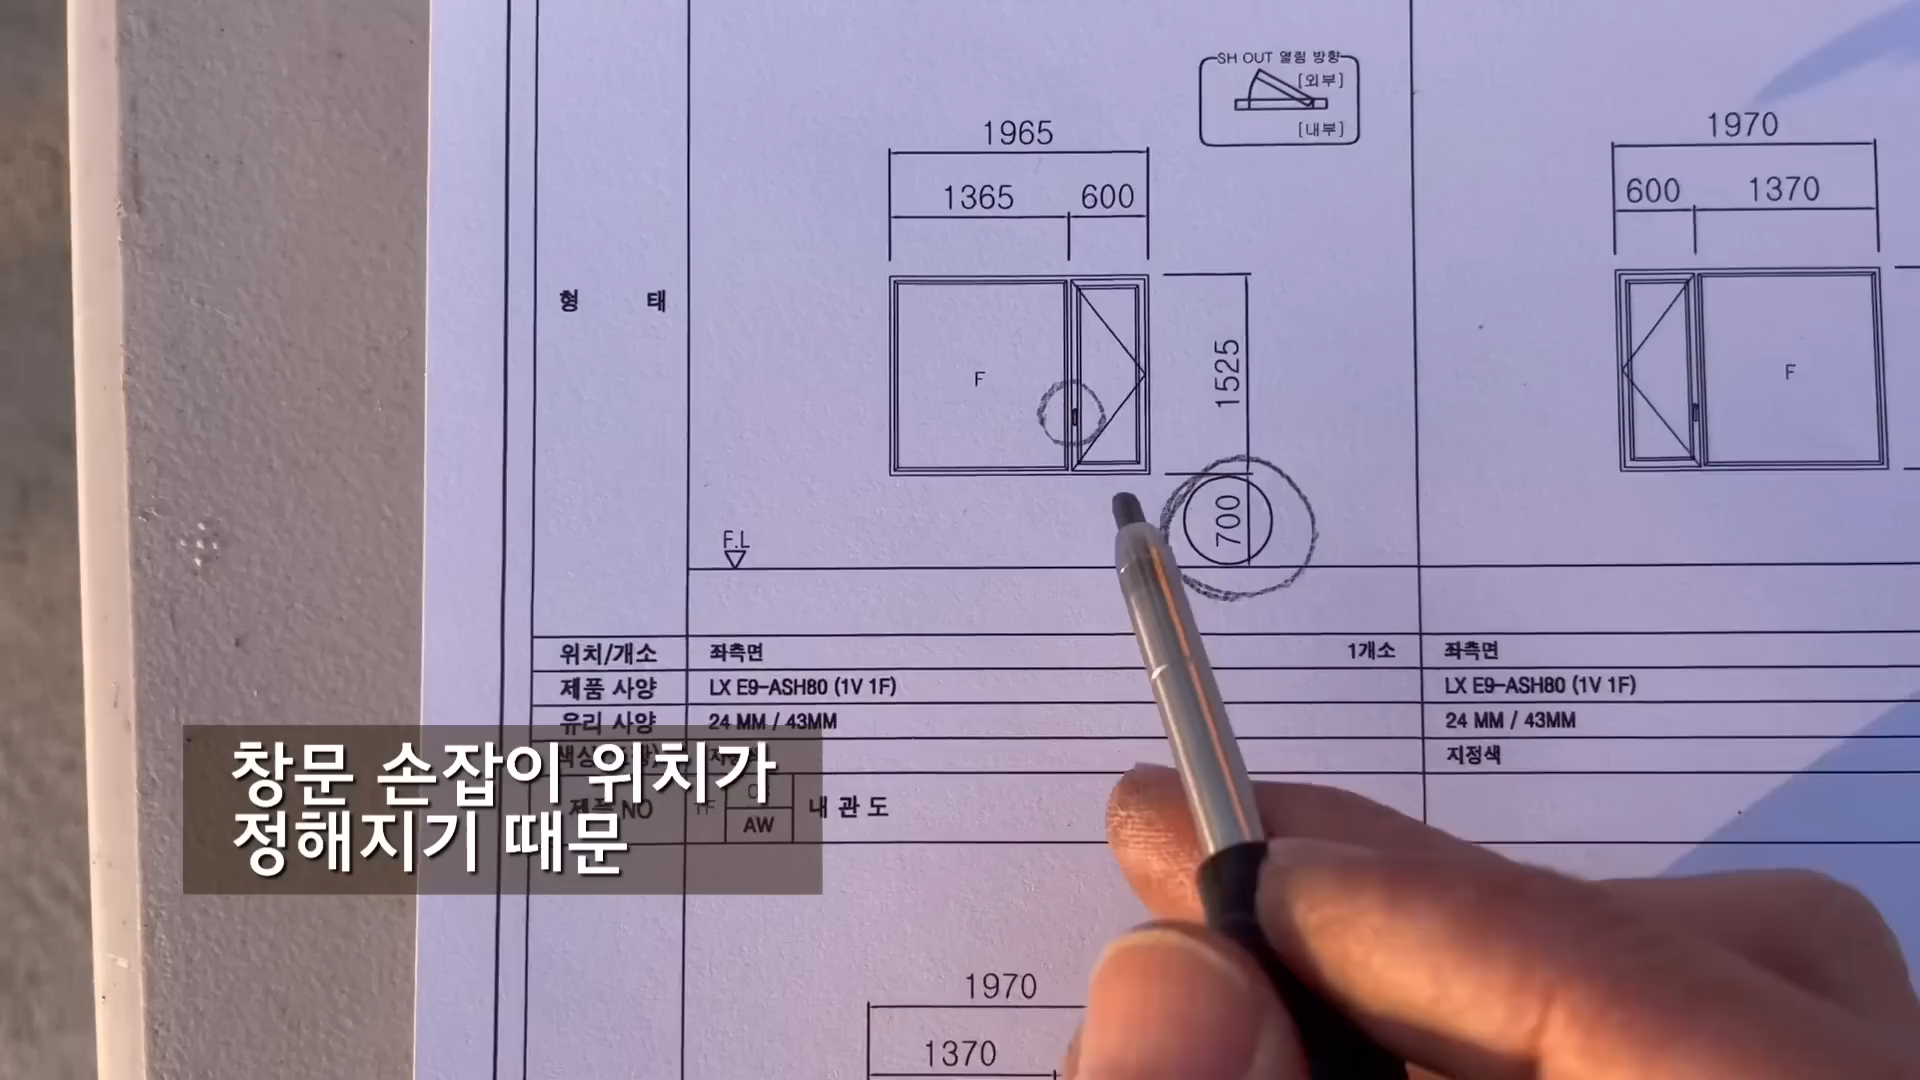 SH OUT 열림 방향
[외부]
[내부]
1965
1365 600
1970
600 1370
형 태
F
1525
F
700
F.L
위치/개소 좌측면 1개소 좌측면
제품 사양 LX E9-ASH80 (1V 1F) LX E9-ASH80 (1V 1F)
유리 사양 24 MM / 43MM 24 MM / 43MM
지정색
제품 NO AW 내 관 도
창문 손잡이 위치가
정해지기 때문
1970
1370